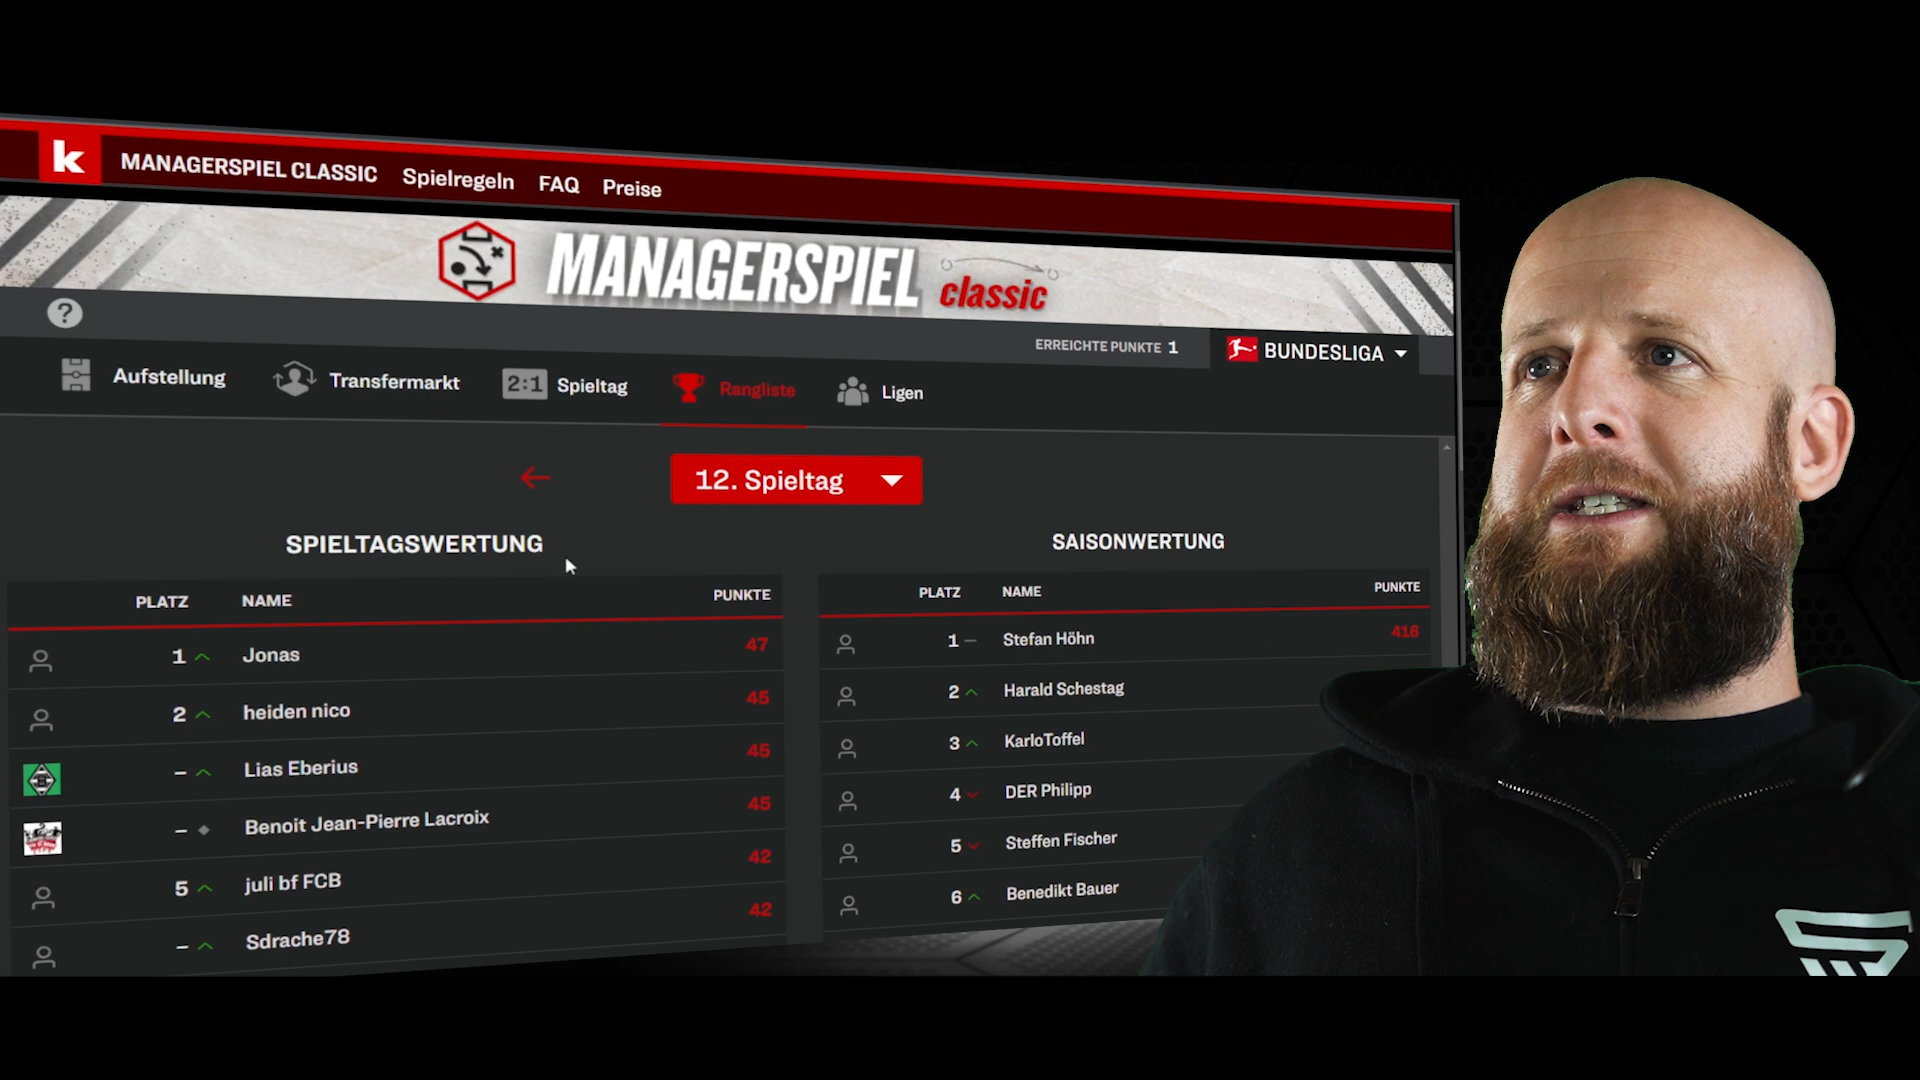 k MANAGERSPIEL CLASSIC Spielregeln FAQ Preise
MANAGERSPIEL classic
?
ERREICHTE PUNKTE 1
BUNDESLIGA
Aufstellung Transfermarkt 2:1 Spieltag Rangliste Ligen
12. Spieltag
SPIELTAGSWERTUNG
PLATZ NAME PUNKTE
1 Jonas 47
2 heiden nico 45
– Lias Eberius 45
– Benoit Jean-Pierre Lacroix 45
5 juli bf FCB 42
– Sdrache78 42
SAISONWERTUNG
PLATZ NAME PUNKTE
1 Stefan Höhn 416
2 Harald Schestag
3 KarloToffel
4 DER Philipp
5 Steffen Fischer
6 Benedikt Bauer